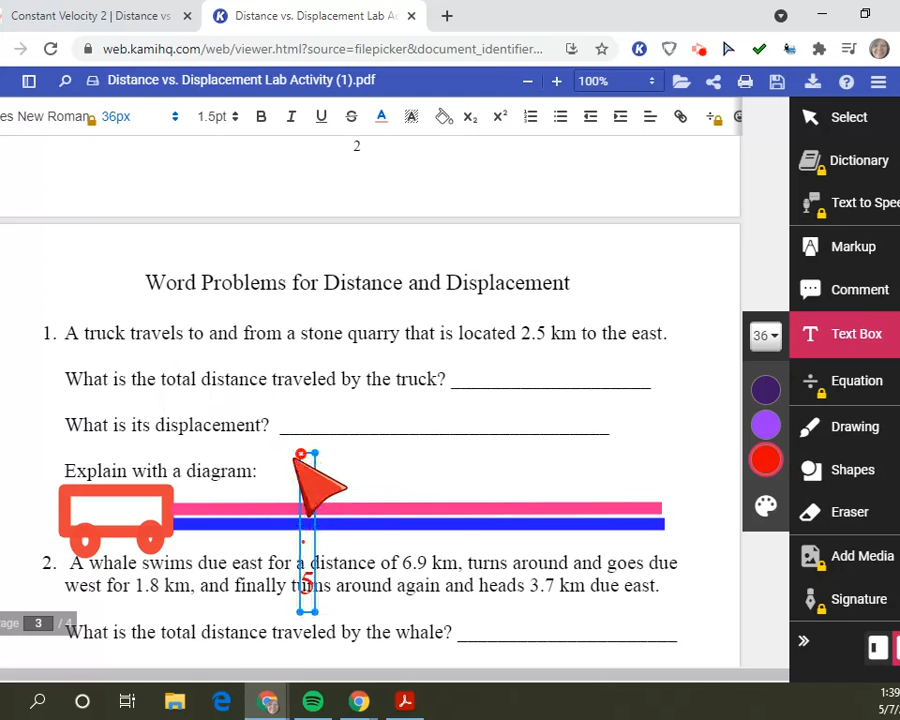 Constant Velocity 2 | Distance vs
Distance vs. Displacement Lab Ac
web.kamihq.com/web/viewer.html?source=filepicker&document_identifier...
Distance vs. Displacement Lab Activity (1).pdf
100%
es New Roman 36px 1.5pt B I U S A A X₂ X²
2
Word Problems for Distance and Displacement
1. A truck travels to and from a stone quarry that is located 2.5 km to the east.
What is the total distance traveled by the truck? ____________________
What is its displacement? _________________________________
Explain with a diagram:
.
5
2. A whale swims due east for a distance of 6.9 km, turns around and goes due
west for 1.8 km, and finally turns around again and heads 3.7 km due east.
What is the total distance traveled by the whale? ______________________
Page 3 / 4
Select
Dictionary
Text to Spee
Markup
Comment
36
Text Box
Equation
Drawing
Shapes
Eraser
Add Media
Signature
1:39
5/7/